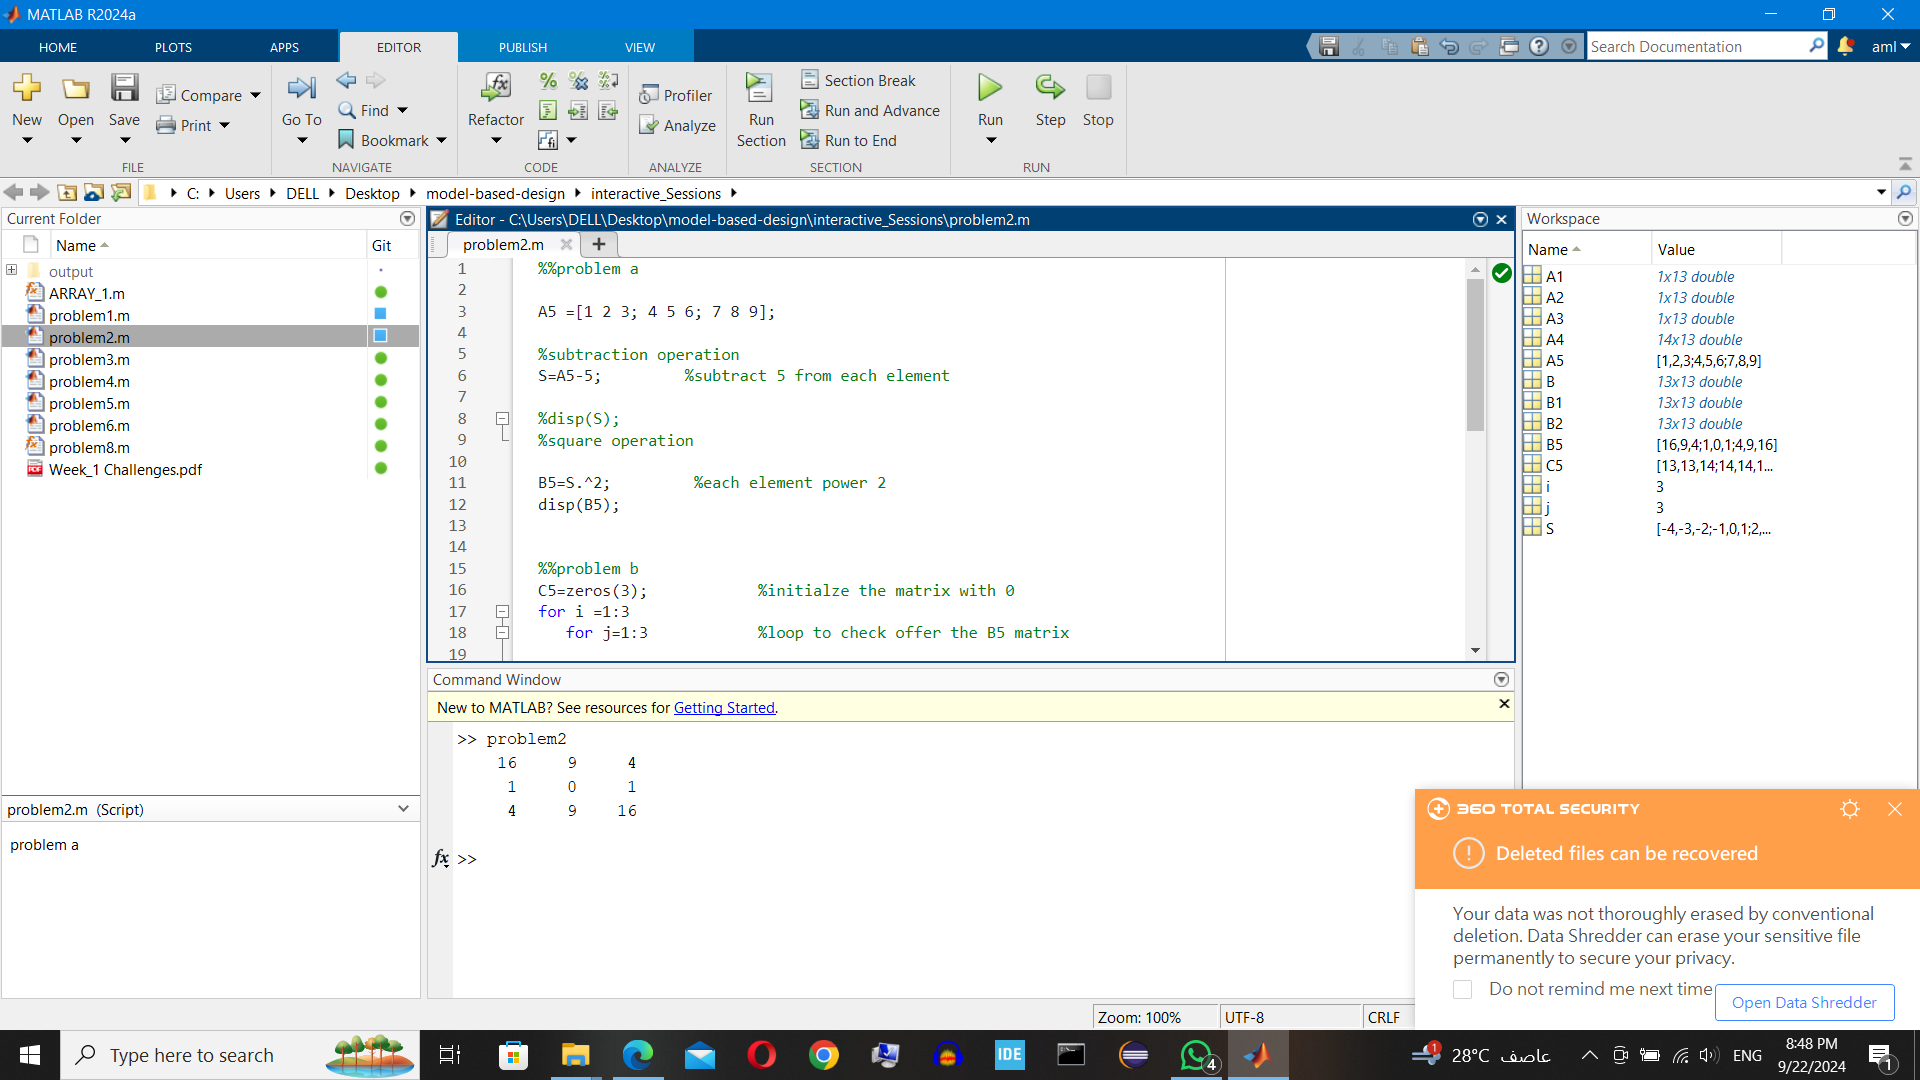 MATLAB R2024a
HOME PLOTS APPS EDITOR PUBLISH VIEW
Search Documentation
aml
New
Open
Save
Compare
Print
FILE
Go To
Find
Bookmark
NAVIGATE
Refactor
CODE
Profiler
Analyze
ANALYZE
Run Section
Section Break
Run and Advance
Run to End
SECTION
Run
Step
Stop
RUN
C: Users DELL Desktop model-based-design interactive_Sessions
Current Folder
Name Git
output
ARRAY_1.m
problem1.m
problem2.m
problem3.m
problem4.m
problem5.m
problem6.m
problem8.m
Week_1 Challenges.pdf
problem2.m (Script)
problem a
Editor - C:\Users\DELL\Desktop\model-based-design\interactive_Sessions\problem2.m
problem2.m
1 %%problem a
2
3 A5 =[1 2 3; 4 5 6; 7 8 9];
4
5 %subtraction operation
6 S=A5-5; %subtract 5 from each element
7
8 %disp(S);
9 %square operation
10
11 B5=S.^2; %each element power 2
12 disp(B5);
13
14
15 %%problem b
16 C5=zeros(3); %initialze the matrix with 0
17 for i =1:3
18 for j=1:3 %loop to check offer the B5 matrix
19
Command Window
New to MATLAB? See resources for Getting Started.
>> problem2
16 9 4
1 0 1
4 9 16
fx >>
Workspace
Name Value
A1 1x13 double
A2 1x13 double
A3 1x13 double
A4 14x13 double
A5 [1,2,3;4,5,6;7,8,9]
B 13x13 double
B1 13x13 double
B2 13x13 double
B5 [16,9,4;1,0,1;4,9,16]
C5 [13,13,14;14,14,1...
i 3
j 3
S [-4,-3,-2;-1,0,1;2,...
360 TOTAL SECURITY
Deleted files can be recovered
Your data was not thoroughly erased by conventional
deletion. Data Shredder can erase your sensitive file
permanently to secure your privacy.
Do not remind me next time
Open Data Shredder
Zoom: 100% UTF-8 CRLF
Type here to search
IDE
4
1
28°C عاصف
ENG
8:48 PM
9/22/2024
1